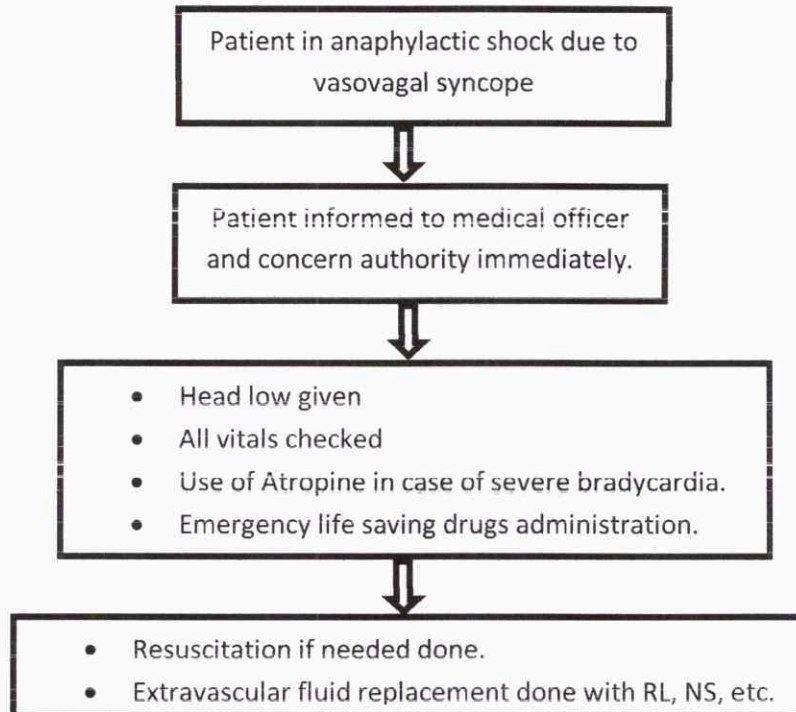 Patient in anaphylactic shock due to
vasovagal syncope
Patient informed to medical officer
and concern authority immediately.
• Head low given
• All vitals checked
• Use of Atropine in case of severe bradycardia.
• Emergency life saving drugs administration.
• Resuscitation if needed done.
• Extravascular fluid replacement done with RL, NS, etc.